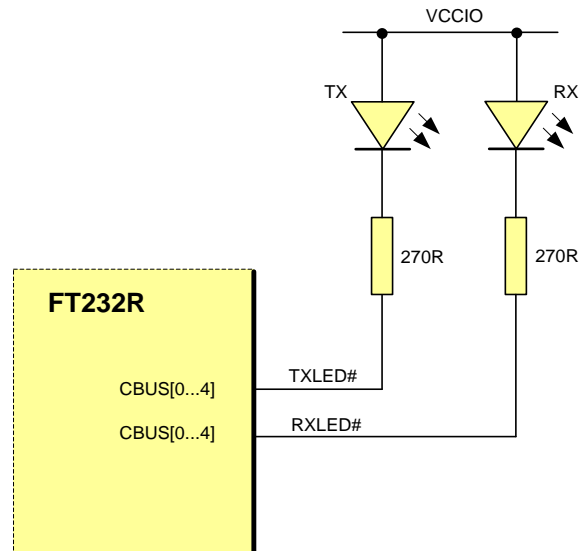 VCCIO
TX
RX
270R
270R
FT232R
TXLED#
CBUS[0...4]
RXLED#
CBUS[0...4]